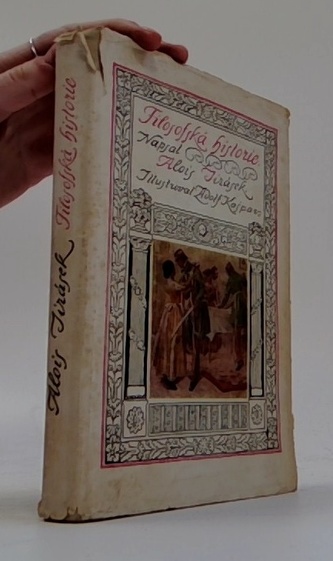 Filosofská historie
Napsal
Alois Jirásek
Illustroval Adolf Kašpar
Alois Jirásek Filosofská historie